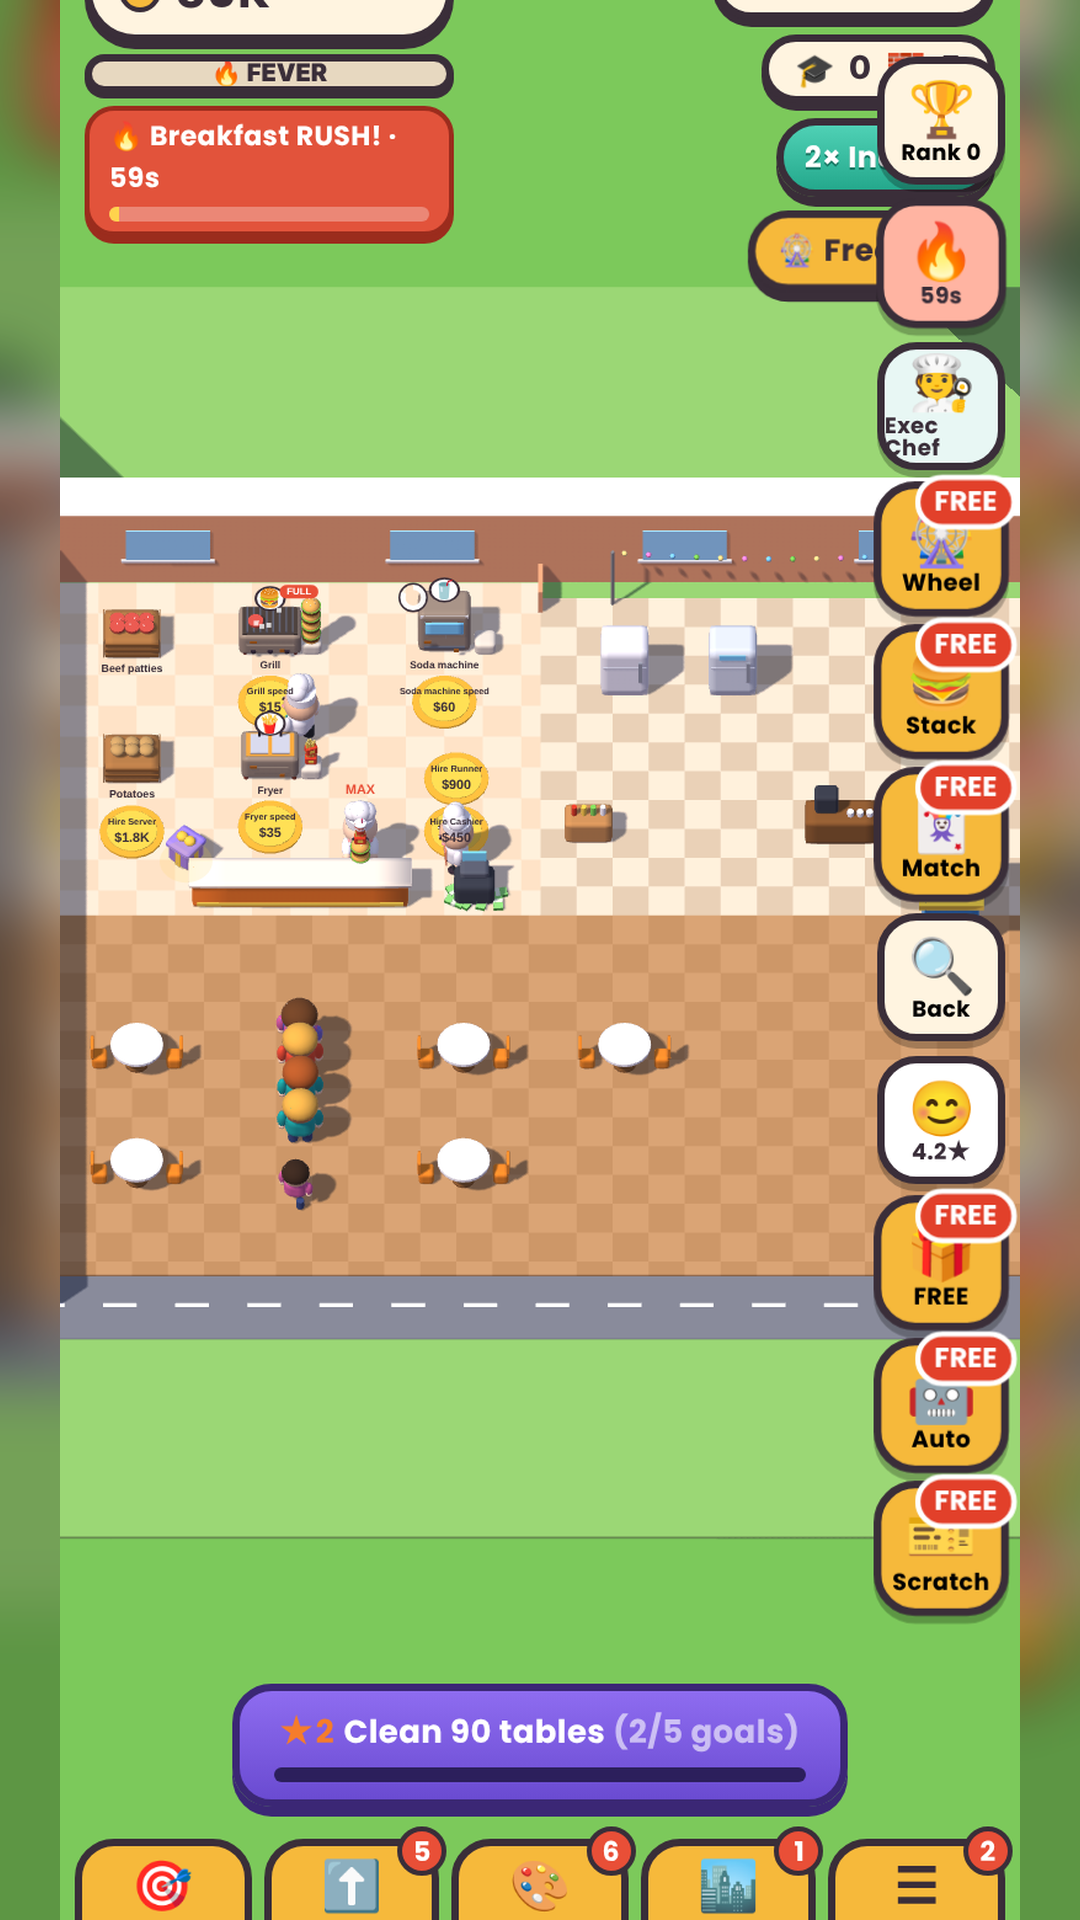 FEVER
Breakfast RUSH! ·
59s
0
2× In
Free
Rank 0
59s
Exec
Chef
FREE
Wheel
FREE
Stack
FREE
Match
Back
4.2★
FREE
FREE
FREE
Auto
FREE
Scratch
FULL
Beef patties
Grill
Soda machine
Grill speed
$15
Soda machine speed
$60
Potatoes
Fryer
MAX
Hire Runner
$900
Hire Server
$1.8K
Fryer speed
$35
Hire Cashier
$450
★2 Clean 90 tables (2/5 goals)
5
6
1
2